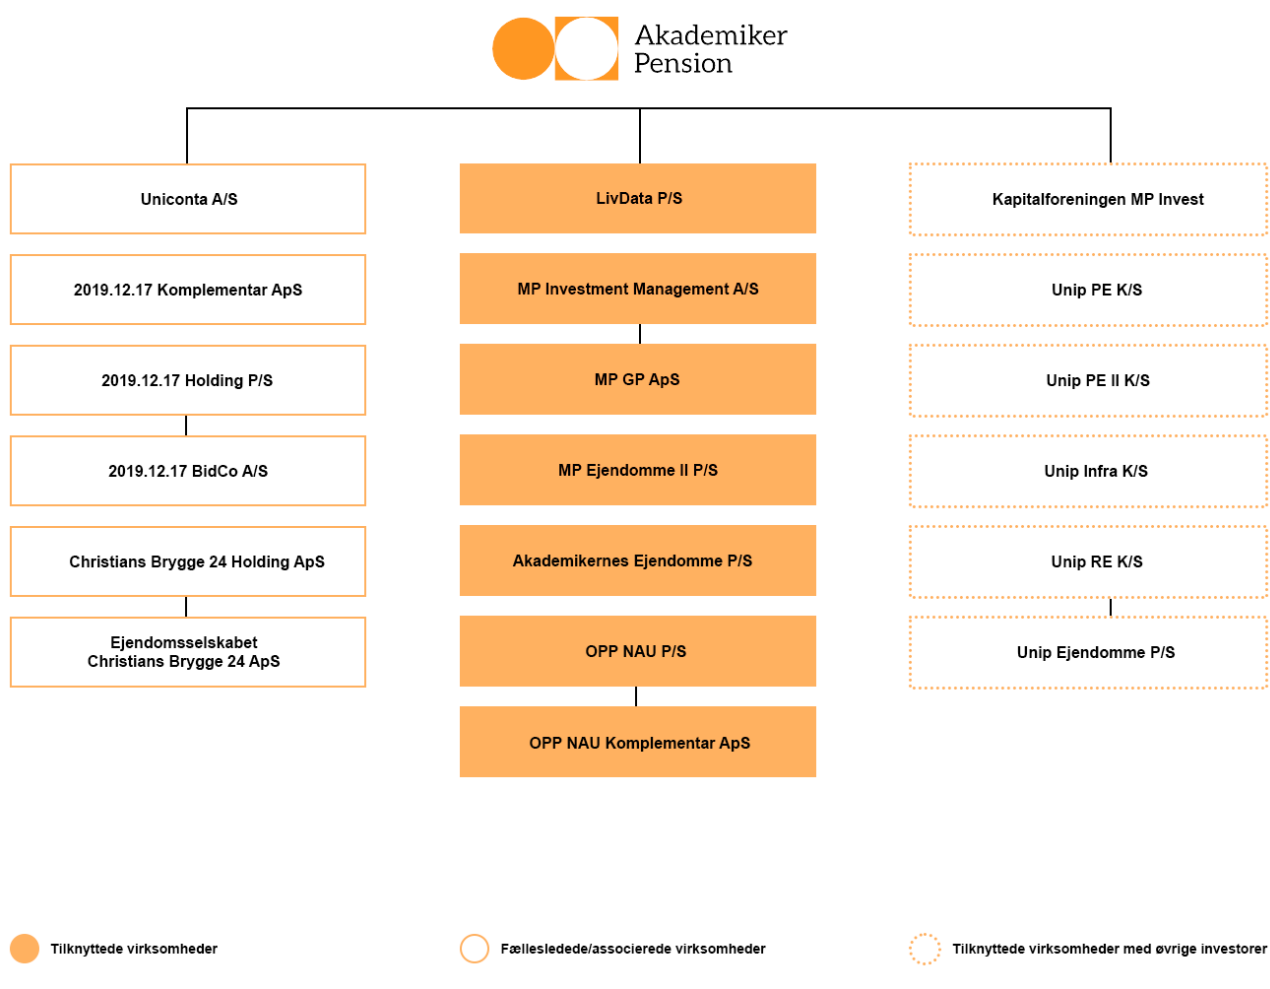 Akademiker
Pension
Uniconta A/S
2019.12.17 Komplementar ApS
2019.12.17 Holding P/S
2019.12.17 BidCo A/S
Christians Brygge 24 Holding ApS
Ejendomsselskabet
Christians Brygge 24 ApS
LivData P/S
MP Investment Management A/S
MP GP ApS
MP Ejendomme II P/S
Akademikernes Ejendomme P/S
OPP NAU P/S
OPP NAU Komplementar ApS
Kapitalforeningen MP Invest
Unip PE K/S
Unip PE II K/S
Unip Infra K/S
Unip RE K/S
Unip Ejendomme P/S
Tilknyttede virksomheder
Fællesledede/associerede virksomheder
Tilknyttede virksomheder med øvrige investorer